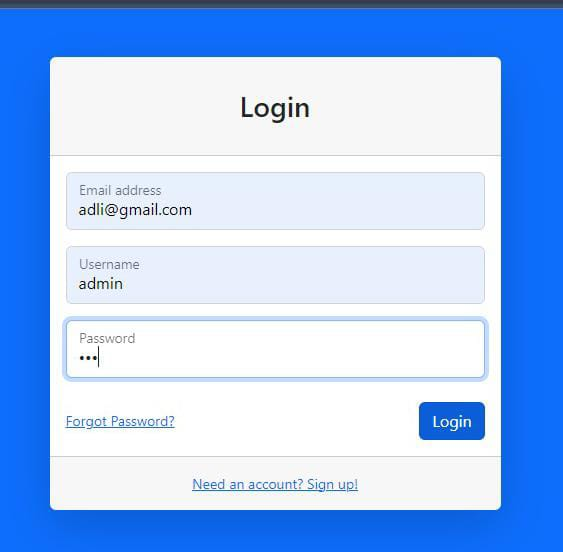 Login
Email address
adli@gmail.com
Username
admin
Password
•••
Forgot Password?
Login
Need an account? Sign up!